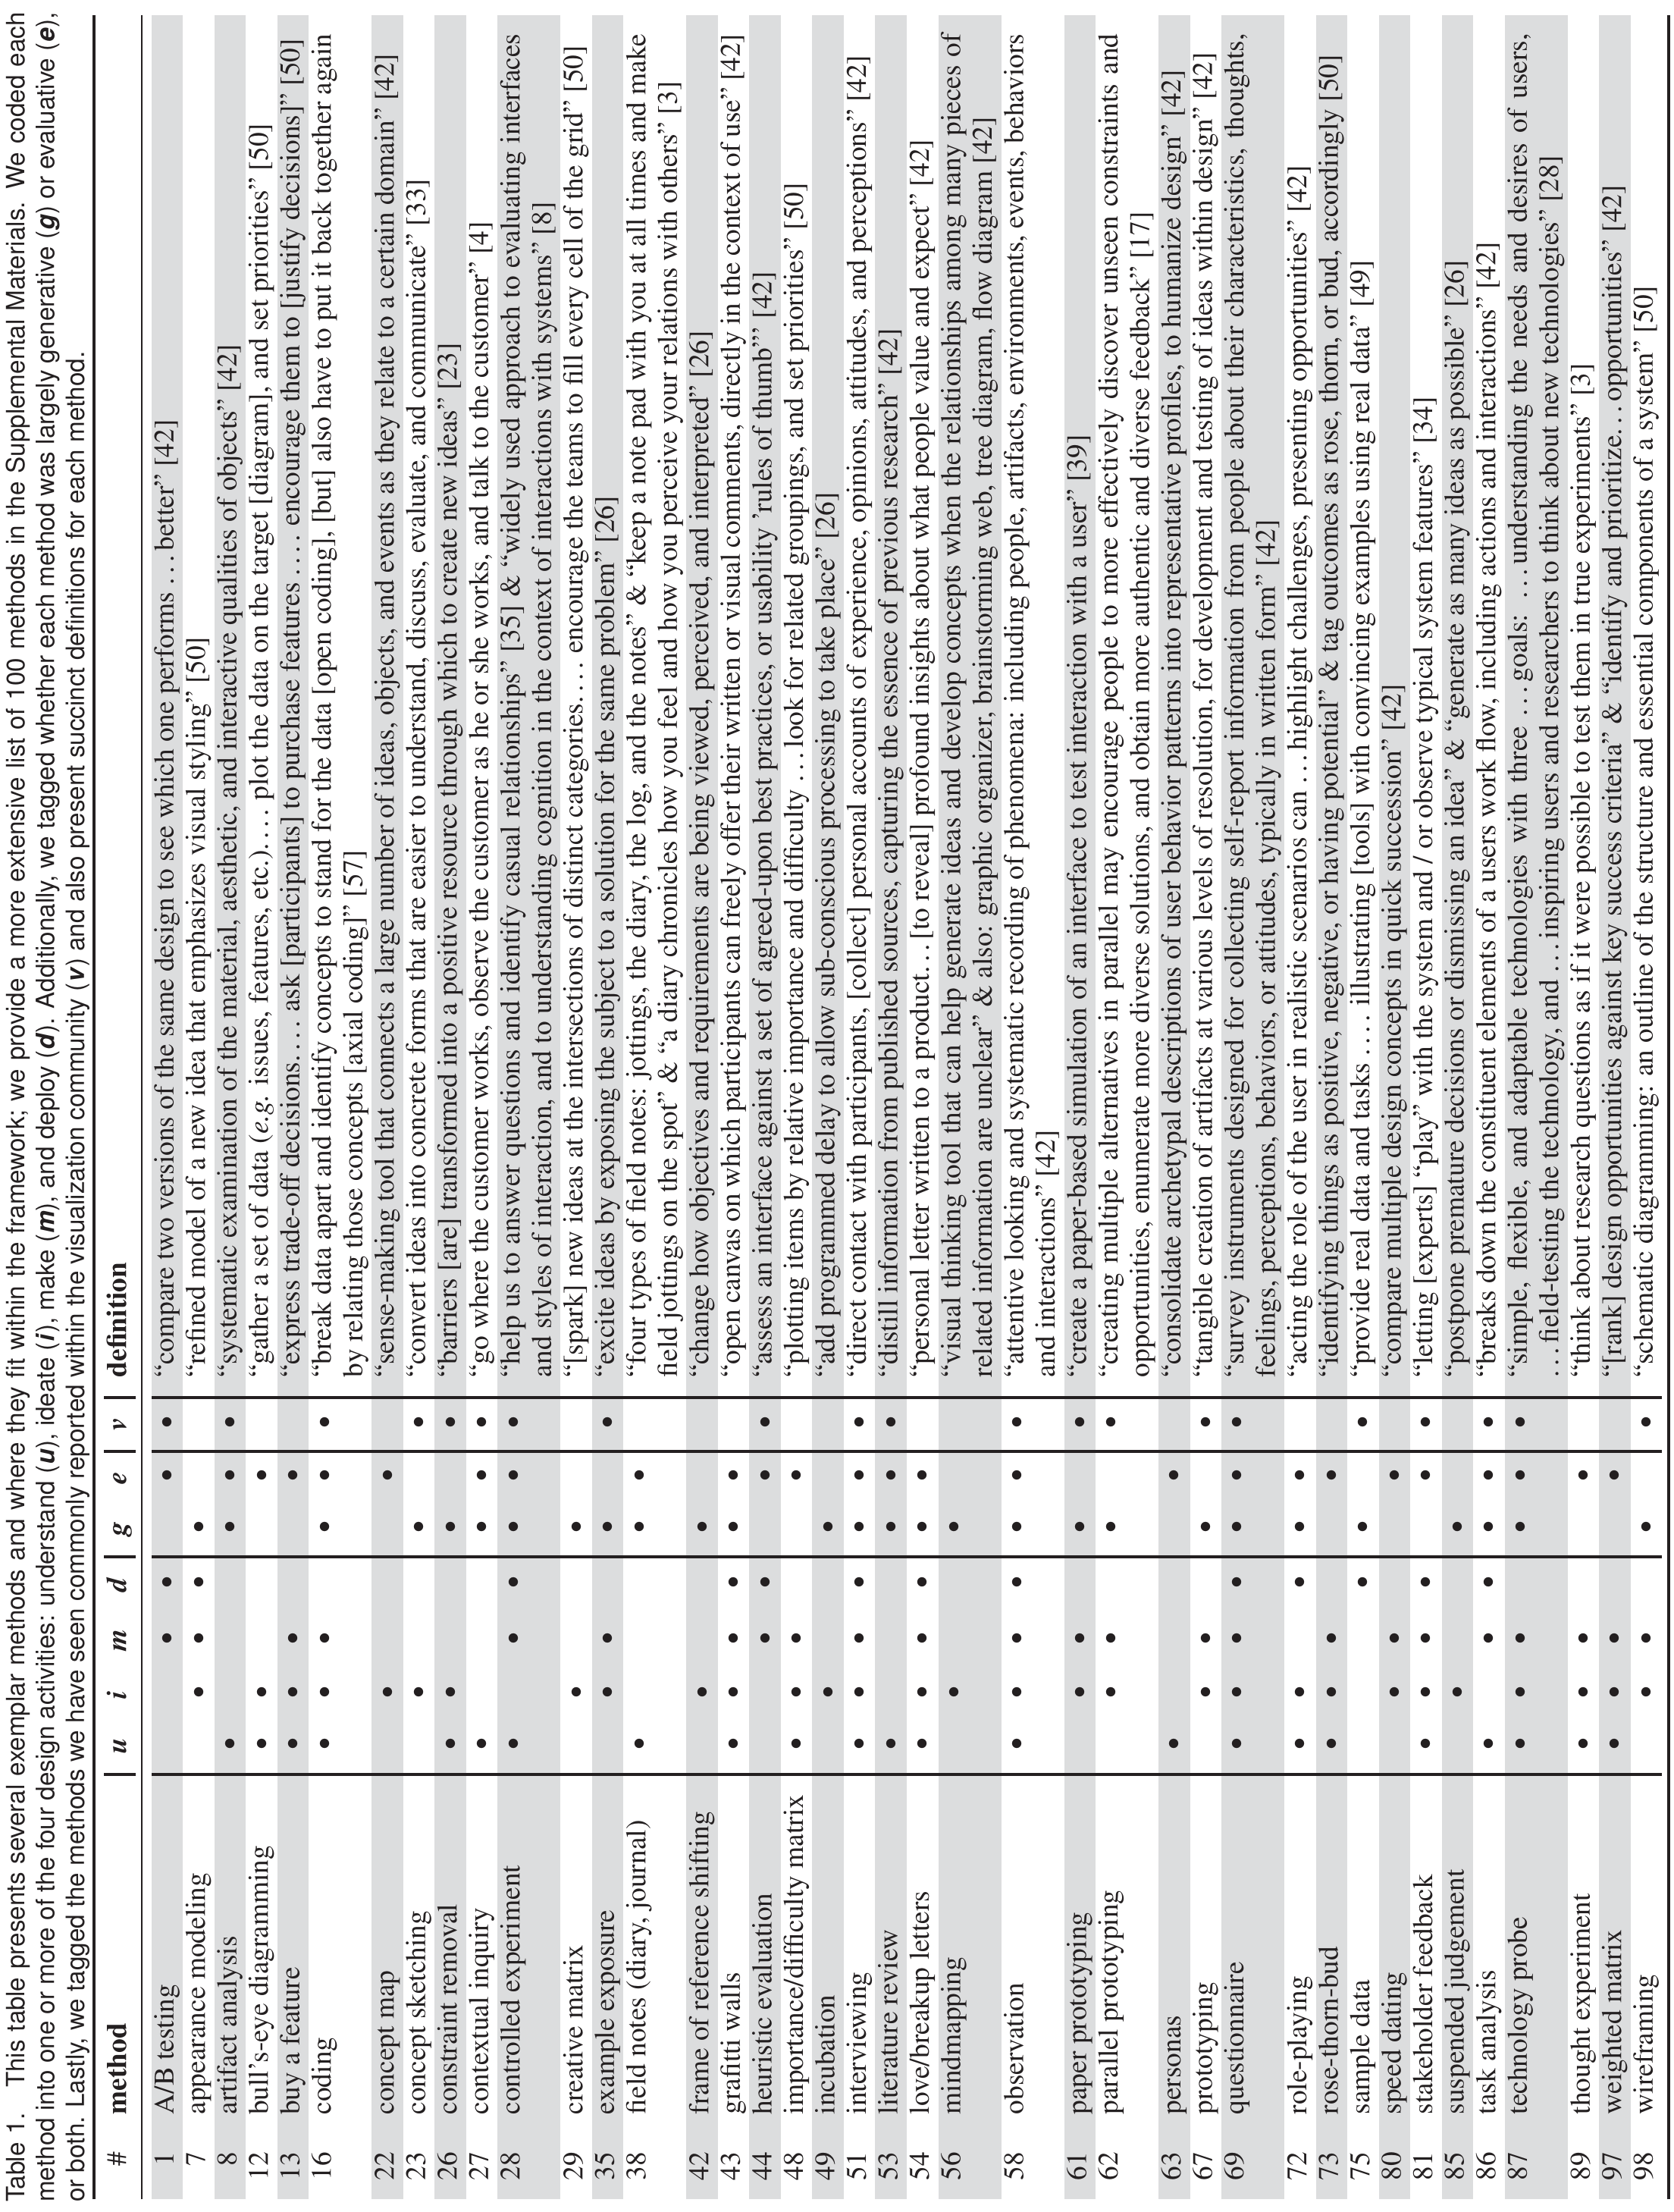 Table 1. This table presents several exemplar methods and where they fit within the framework; we provide a more extensive list of 100 methods in the Supplemental Materials. We coded each
method into one or more of the four design activities: understand (u), ideate (i), make (m), and deploy (d). Additionally, we tagged whether each method was largely generative (g) or evaluative (e),
or both. Lastly, we tagged the methods we have seen commonly reported within the visualization community (v) and also present succinct definitions for each method.
# method u i m d g e v definition
1 A/B testing • • • • “compare two versions of the same design to see which one performs …better” [42]
7 appearance modeling • • • • “refined model of a new idea that emphasizes visual styling” [50]
8 artifact analysis • • • • “systematic examination of the material, aesthetic, and interactive qualities of objects” [42]
12 bull’s-eye diagramming • • • “gather a set of data (e.g. issues, features, etc.).… plot the data on the target [diagram], and set priorities” [50]
13 buy a feature • • • • “express trade-off decisions.… ask [participants] to purchase features .… encourage them to [justify decisions]” [50]
16 coding • • • • • • “break data apart and identify concepts to stand for the data [open coding], [but] also have to put it back together again
by relating those concepts [axial coding]” [57]
22 concept map • • “sense-making tool that connects a large number of ideas, objects, and events as they relate to a certain domain” [42]
23 concept sketching • • • “convert ideas into concrete forms that are easier to understand, discuss, evaluate, and communicate” [33]
26 constraint removal • • • • “barriers [are] transformed into a positive resource through which to create new ideas” [23]
27 contextual inquiry • • • • “go where the customer works, observe the customer as he or she works, and talk to the customer” [4]
28 controlled experiment • • • • • • “help us to answer questions and identify casual relationships” [35] & “widely used approach to evaluating interfaces
and styles of interaction, and to understanding cognition in the context of interactions with systems” [8]
29 creative matrix • • “[spark] new ideas at the intersections of distinct categories.… encourage the teams to fill every cell of the grid” [50]
35 example exposure • • • • “excite ideas by exposing the subject to a solution for the same problem” [26]
38 field notes (diary, journal) • • • “four types of field notes: jottings, the diary, the log, and the notes” & “keep a note pad with you at all times and make
field jottings on the spot” & “a diary chronicles how you feel and how you perceive your relations with others” [3]
42 frame of reference shifting • • “change how objectives and requirements are being viewed, perceived, and interpreted” [26]
43 grafitti walls • • • • • • “open canvas on which participants can freely offer their written or visual comments, directly in the context of use” [42]
44 heuristic evaluation • • • • “assess an interface against a set of agreed-upon best practices, or usability ’rules of thumb’” [42]
48 importance/difficulty matrix • • • • “plotting items by relative importance and difficulty …look for related groupings, and set priorities” [50]
49 incubation • • “add programmed delay to allow sub-conscious processing to take place” [26]
51 interviewing • • • • • • • “direct contact with participants, [collect] personal accounts of experience, opinions, attitudes, and perceptions” [42]
53 literature review • • • • “distill information from published sources, capturing the essence of previous research” [42]
54 love/breakup letters • • • • • • “personal letter written to a product…[to reveal] profound insights about what people value and expect” [42]
56 mindmapping • • “visual thinking tool that can help generate ideas and develop concepts when the relationships among many pieces of
related information are unclear” & also: graphic organizer, brainstorming web, tree diagram, flow diagram [42]
58 observation • • • • • • • “attentive looking and systematic recording of phenomena: including people, artifacts, environments, events, behaviors
and interactions” [42]
61 paper prototyping • • • • “create a paper-based simulation of an interface to test interaction with a user” [39]
62 parallel prototyping • • • • “creating multiple alternatives in parallel may encourage people to more effectively discover unseen constraints and
opportunities, enumerate more diverse solutions, and obtain more authentic and diverse feedback” [17]
63 personas • • “consolidate archetypal descriptions of user behavior patterns into representative profiles, to humanize design” [42]
67 prototyping • • • • “tangible creation of artifacts at various levels of resolution, for development and testing of ideas within design” [42]
69 questionnaire • • • • • • • “survey instruments designed for collecting self-report information from people about their characteristics, thoughts,
feelings, perceptions, behaviors, or attitudes, typically in written form” [42]
72 role-playing • • • • • “acting the role of the user in realistic scenarios can …highlight challenges, presenting opportunities” [42]
73 rose-thorn-bud • • • • “identifying things as positive, negative, or having potential” & tag outcomes as rose, thorn, or bud, accordingly [50]
75 sample data • • • “provide real data and tasks .… illustrating [tools] with convincing examples using real data” [49]
80 speed dating • • • “compare multiple design concepts in quick succession” [42]
81 stakeholder feedback • • • • • • “letting [experts] “play” with the system and / or observe typical system features” [34]
85 suspended judgement • • “postpone premature decisions or dismissing an idea” & “generate as many ideas as possible” [26]
86 task analysis • • • • • • “breaks down the constituent elements of a users work flow, including actions and interactions” [42]
87 technology probe • • • • • • “simple, flexible, and adaptable technologies with three …goals: …understanding the needs and desires of users,
…field-testing the technology, and …inspiring users and researchers to think about new technologies” [28]
89 thought experiment • • • • “think about research questions as if it were possible to test them in true experiments” [3]
97 weighted matrix • • • • “[rank] design opportunities against key success criteria” & “identify and prioritize…opportunities” [42]
98 wireframing • • • • “schematic diagramming: an outline of the structure and essential components of a system” [50]